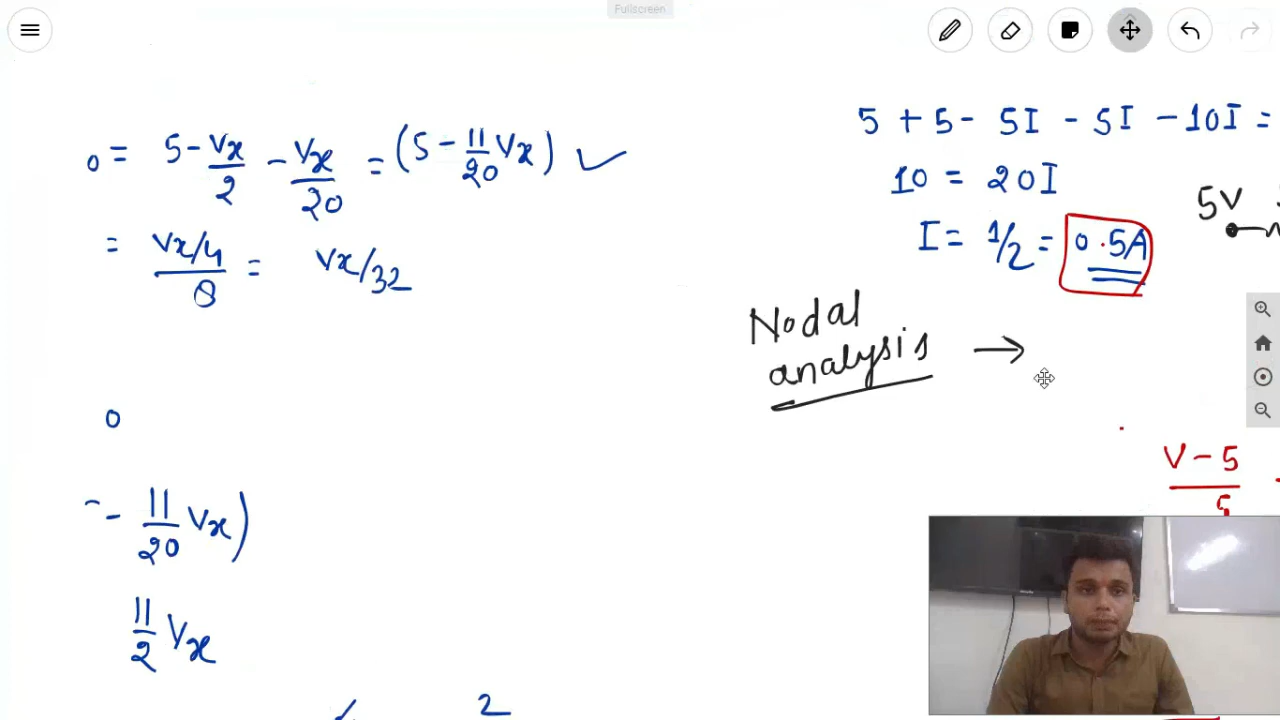 Fullscreen
0 = 5 - Vx/2 - Vx/20 = (5 - 11/20 Vx) ✓
= Vx/4 / 8 = Vx/32
0
- 11/20 Vx)
11/2 Vx
2
5 + 5 - 5I - 5I - 10I =
10 = 20I
I = 1/2 = 0.5A
5V
Nodal
analysis →
V - 5 / 5